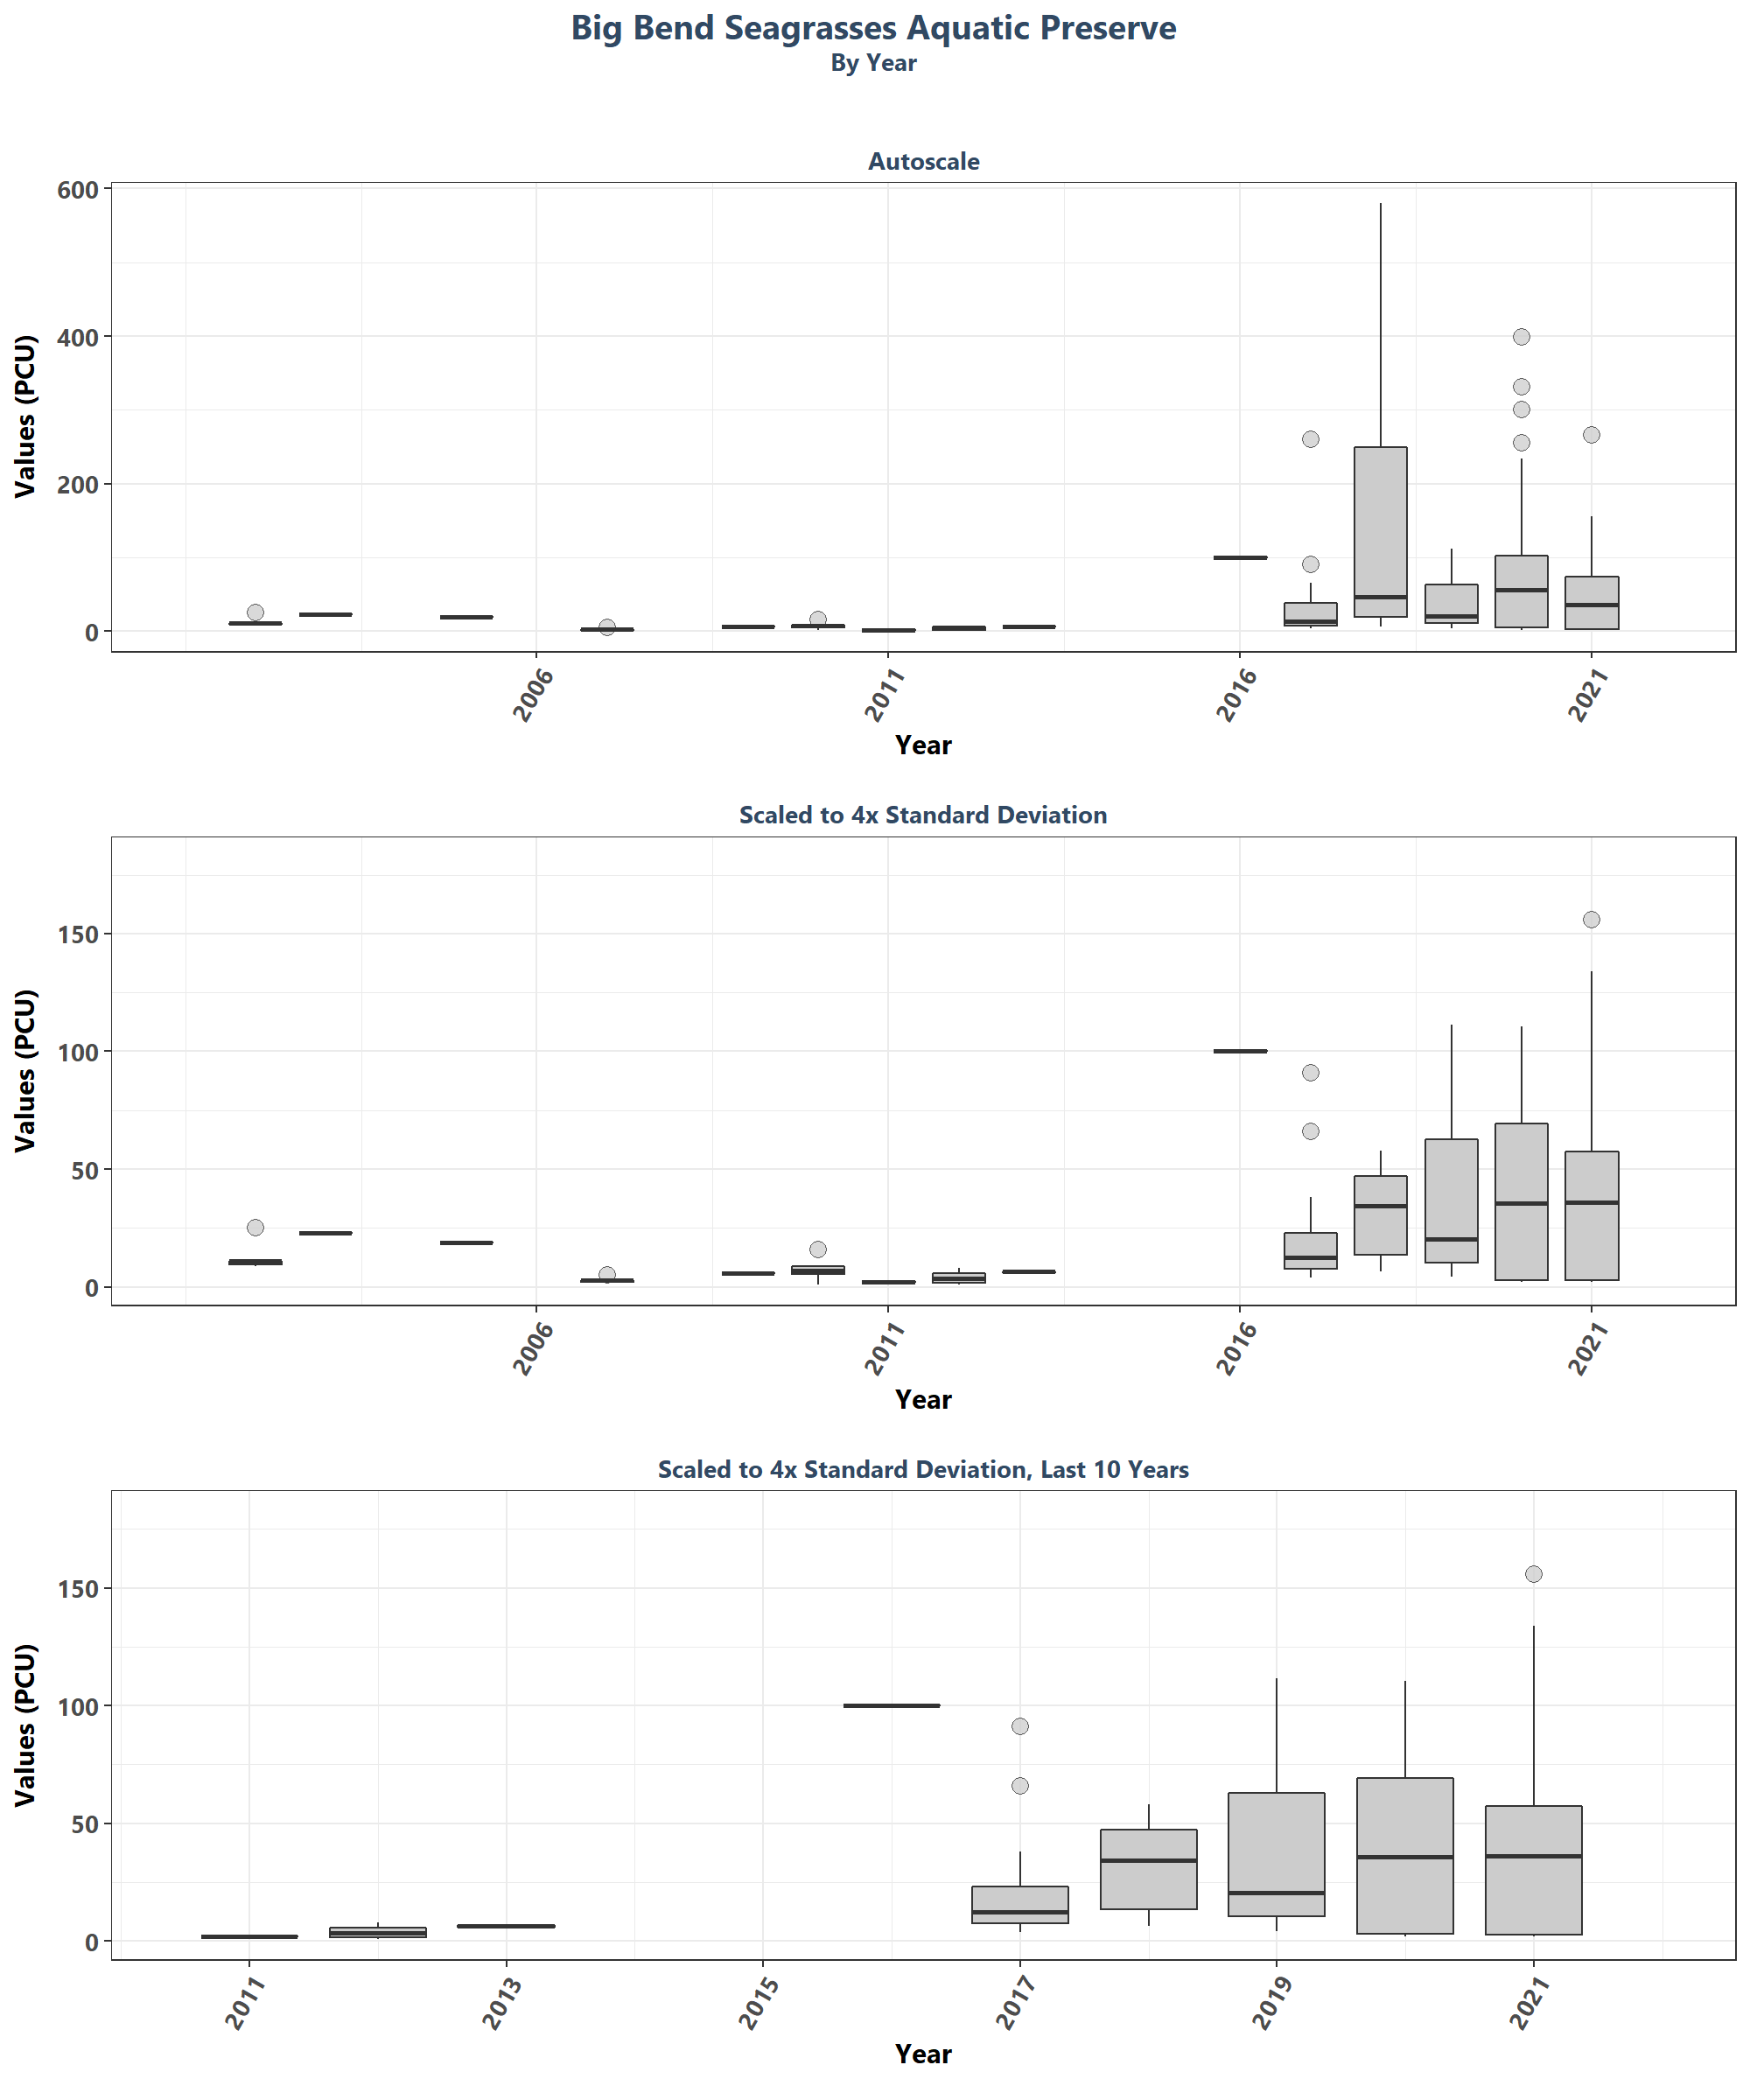 Big Bend Seagrasses Aquatic Preserve
By Year
Autoscale
Values (PCU)
600
400
200
0
2006
2011
2016
2021
Year
Scaled to 4x Standard Deviation
Values (PCU)
150
100
50
0
2006
2011
2016
2021
Year
Scaled to 4x Standard Deviation, Last 10 Years
Values (PCU)
150
100
50
0
2011
2013
2015
2017
2019
2021
Year